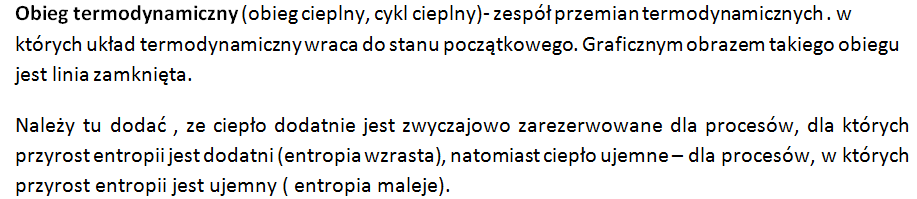 Obieg termodynamiczny (obieg cieplny, cykl cieplny)- zespół przemian termodynamicznych . w
których układ termodynamiczny wraca do stanu początkowego. Graficznym obrazem takiego obiegu
jest linia zamknięta.
Należy tu dodać , ze ciepło dodatnie jest zwyczajowo zarezerwowane dla procesów, dla których
przyrost entropii jest dodatni (entropia wzrasta), natomiast ciepło ujemne – dla procesów, w których
przyrost entropii jest ujemny ( entropia maleje).